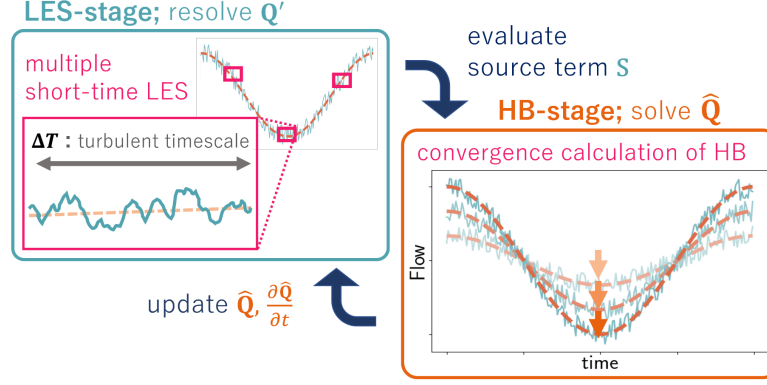 LES-stage; resolve Q′
multiple
short-time LES
ΔT : turbulent timescale
evaluate
source term S
HB-stage; solve Q̂
convergence calculation of HB
Flow
time
update Q̂, ∂Q̂/∂t